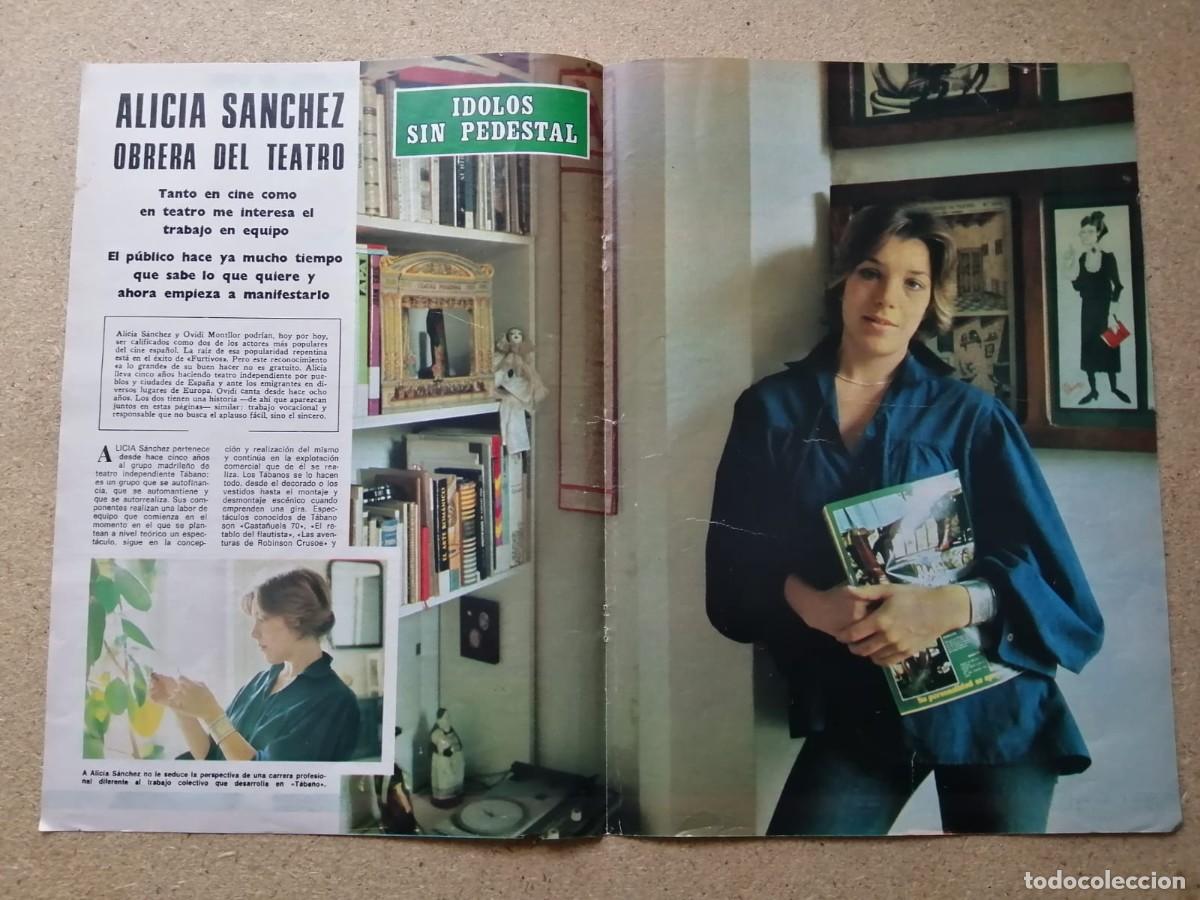 ALICIA SANCHEZ
OBRERA DEL TEATRO
Tanto en cine como
en teatro me interesa el
trabajo en equipo
El público hace ya mucho tiempo
que sabe lo que quiere y
ahora empieza a manifestarlo
IDOLOS
SIN PEDESTAL
Alicia Sánchez y Ovidi Montllor podrían, hoy por hoy,
ser calificados como dos de los actores más populares
del cine español. La raíz de esa popularidad repentina
está en el éxito de «Furtivos». Pero este reconocimiento
«a lo grande» de su buen hacer no es gratuito. Alicia
lleva cinco años haciendo teatro independiente por pue-
blos y ciudades de España y ante los emigrantes en di-
versos lugares de Europa. Ovidi canta desde hace ocho
años. Los dos tienen una historia —de ahí que aparezcan
juntos en estas páginas— similar: trabajo vocacional y
responsable que no busca el aplauso fácil, sino el sincero.
ALICIA Sánchez pertenece
desde hace cinco años
al grupo madrileño de
teatro independiente Tábano:
es un grupo que se autofinan-
cia, que se automantiene y
que se autorrealiza. Sus com-
ponentes realizan una labor de
equipo que comienza en el
momento en el que se plan-
tean a nivel teórico un espec-
táculo, sigue en la concep-
ción y realización del mismo
y continúa en la explotación
comercial que de él se rea-
liza. Los Tábanos se lo hacen
todo, desde el decorado o los
vestidos hasta el montaje y
desmontaje escénico cuando
emprenden una gira. Espec-
táculos conocidos de Tábano
son «Castañuela 70», «El re-
tablo del flautista», «Las aven-
turas de Robinson Crusoe» y
A Alicia Sánchez no le seduce la perspectiva de una carrera profesio-
nal diferente al trabajo colectivo que desarrolla en «Tábano».
EL ARTE ROMÁNICO
todocoleccion